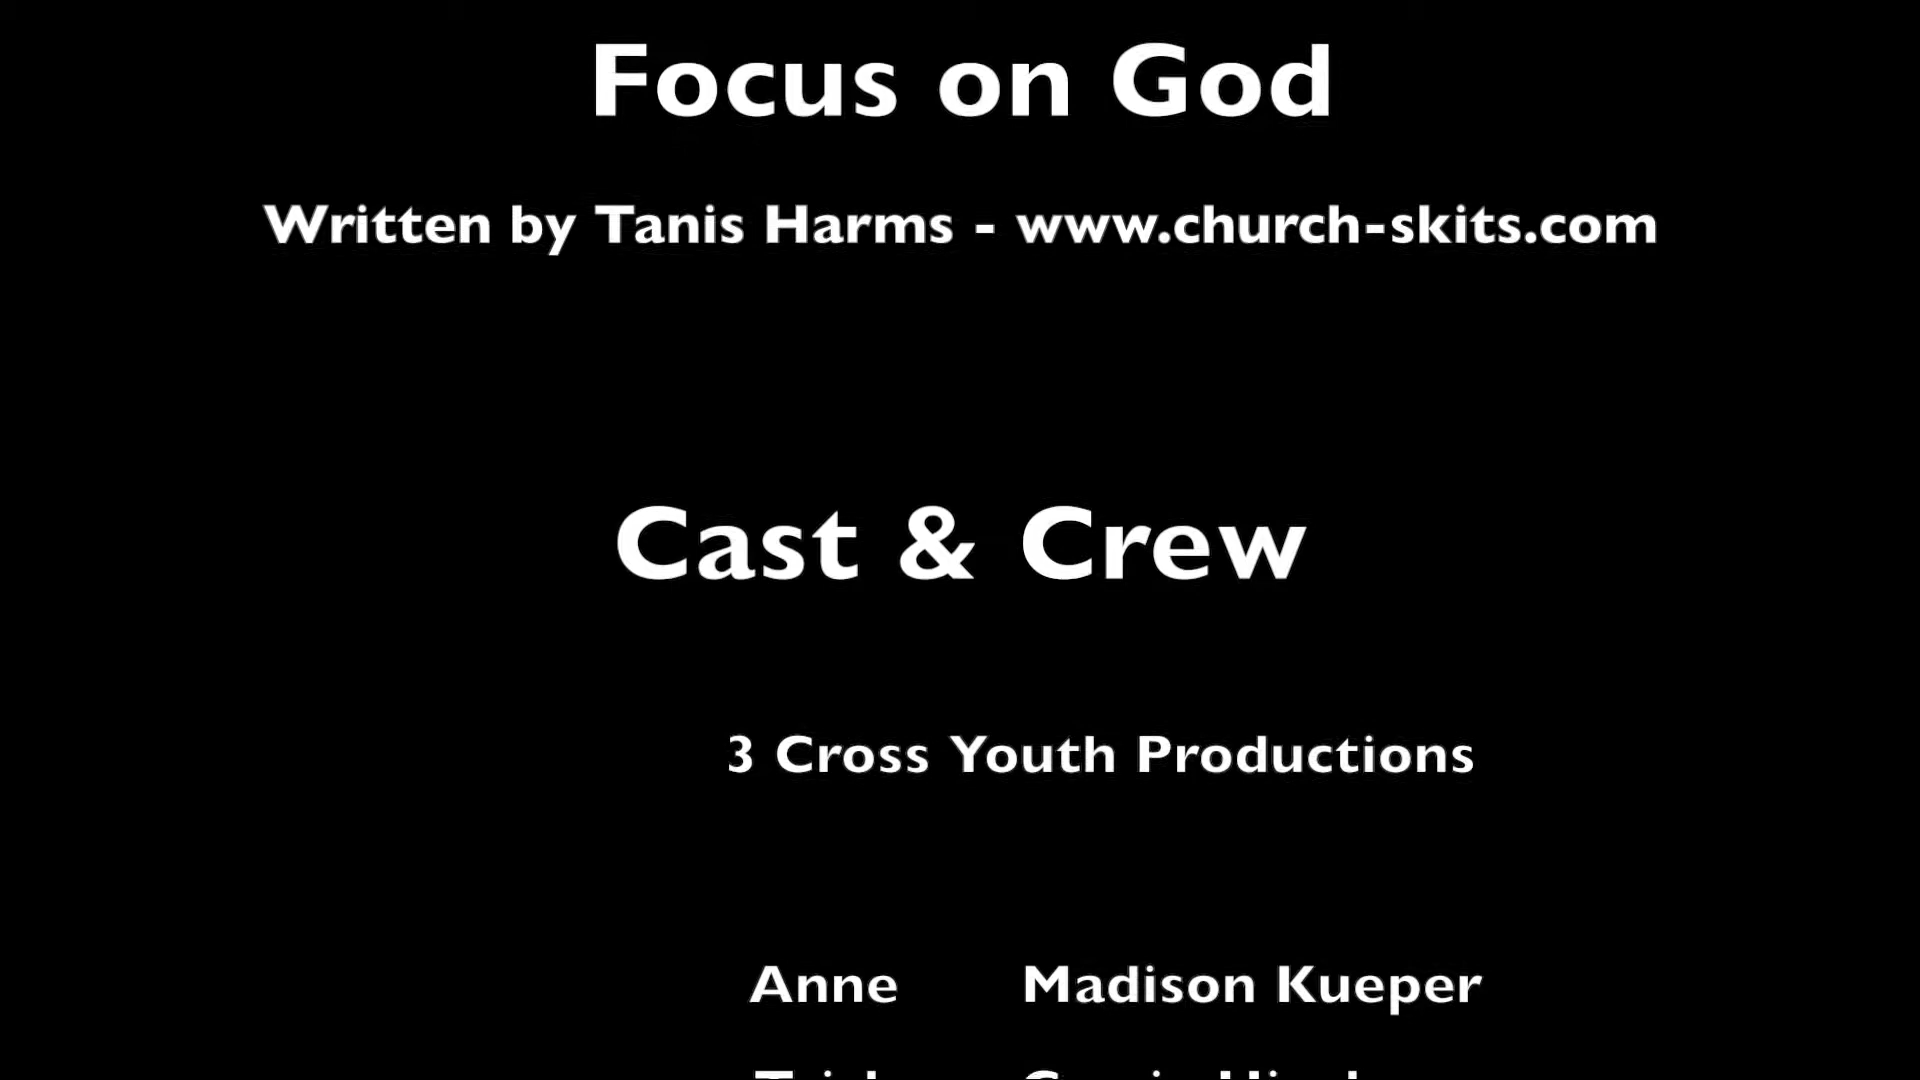 Focus on God
Written by Tanis Harms - www.church-skits.com
Cast & Crew
3 Cross Youth Productions
Anne Madison Kueper